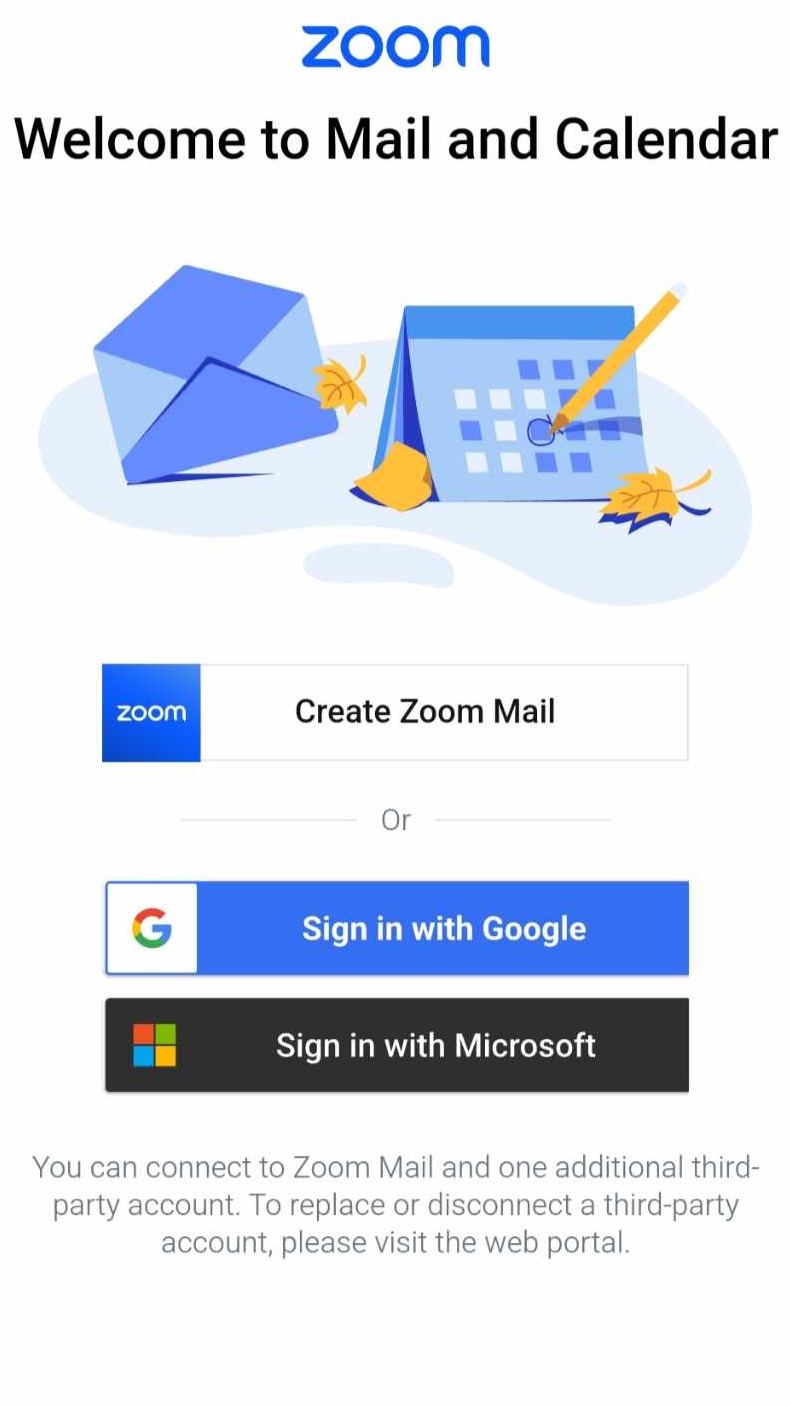 zoom
Welcome to Mail and Calendar
zoom
Create Zoom Mail
Or
Sign in with Google
Sign in with Microsoft
You can connect to Zoom Mail and one additional third-
party account. To replace or disconnect a third-party
account, please visit the web portal.